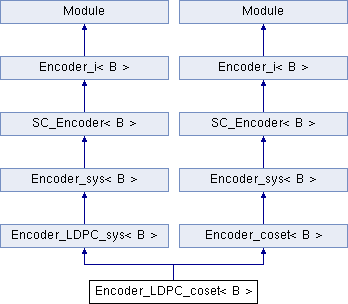 Module
Module
Encoder_i< B >
Encoder_i< B >
SC_Encoder< B >
SC_Encoder< B >
Encoder_sys< B >
Encoder_sys< B >
Encoder_LDPC_sys< B >
Encoder_coset< B >
Encoder_LDPC_coset< B >